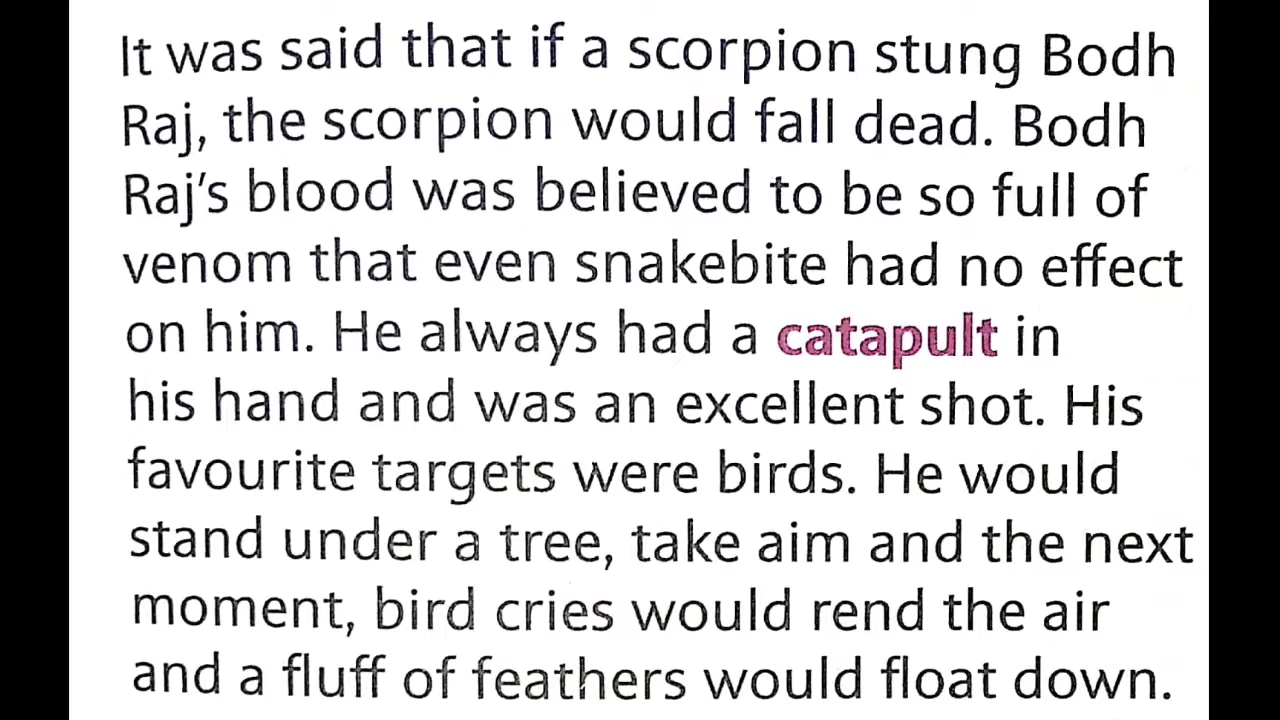 It was said that if a scorpion stung Bodh
Raj, the scorpion would fall dead. Bodh
Raj's blood was believed to be so full of
venom that even snakebite had no effect
on him. He always had a catapult in
his hand and was an excellent shot. His
favourite targets were birds. He would
stand under a tree, take aim and the next
moment, bird cries would rend the air
and a fluff of feathers would float down.